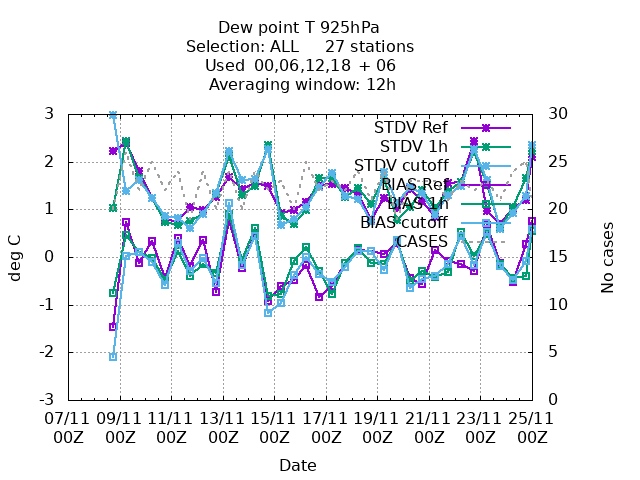 Dew point T 925hPa
Selection: ALL 27 stations
Used 00,06,12,18 + 06
Averaging window: 12h
deg C
3
2
1
0
-1
-2
-3
30
25
20
15
10
5
0
No cases
STDV Ref
STDV 1h
STDV cutoff
BIAS Ref
BIAS 1h
BIAS cutoff
CASES
07/11 09/11 11/11 13/11 15/11 17/11 19/11 21/11 23/11 25/11
00Z 00Z 00Z 00Z 00Z 00Z 00Z 00Z 00Z 00Z
Date